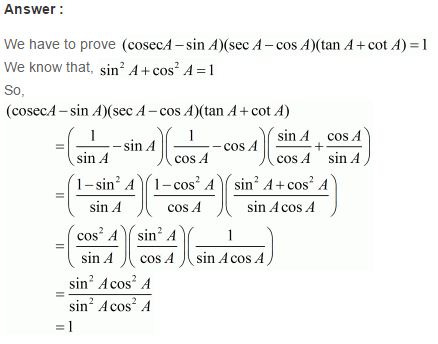 Answer :
We have to prove (cosecA − sin A)(sec A − cos A)(tan A + cot A) = 1
We know that, sin² A + cos² A = 1
So,
(cosecA − sin A)(sec A − cos A)(tan A + cot A)
= (1/sin A − sin A)(1/cos A − cos A)(sin A/cos A + cos A/sin A)
= ((1 − sin² A)/sin A)((1 − cos² A)/cos A)((sin² A + cos² A)/(sin A cos A))
= (cos² A/sin A)(sin² A/cos A)(1/(sin A cos A))
= (sin² A cos² A)/(sin² A cos² A)
= 1